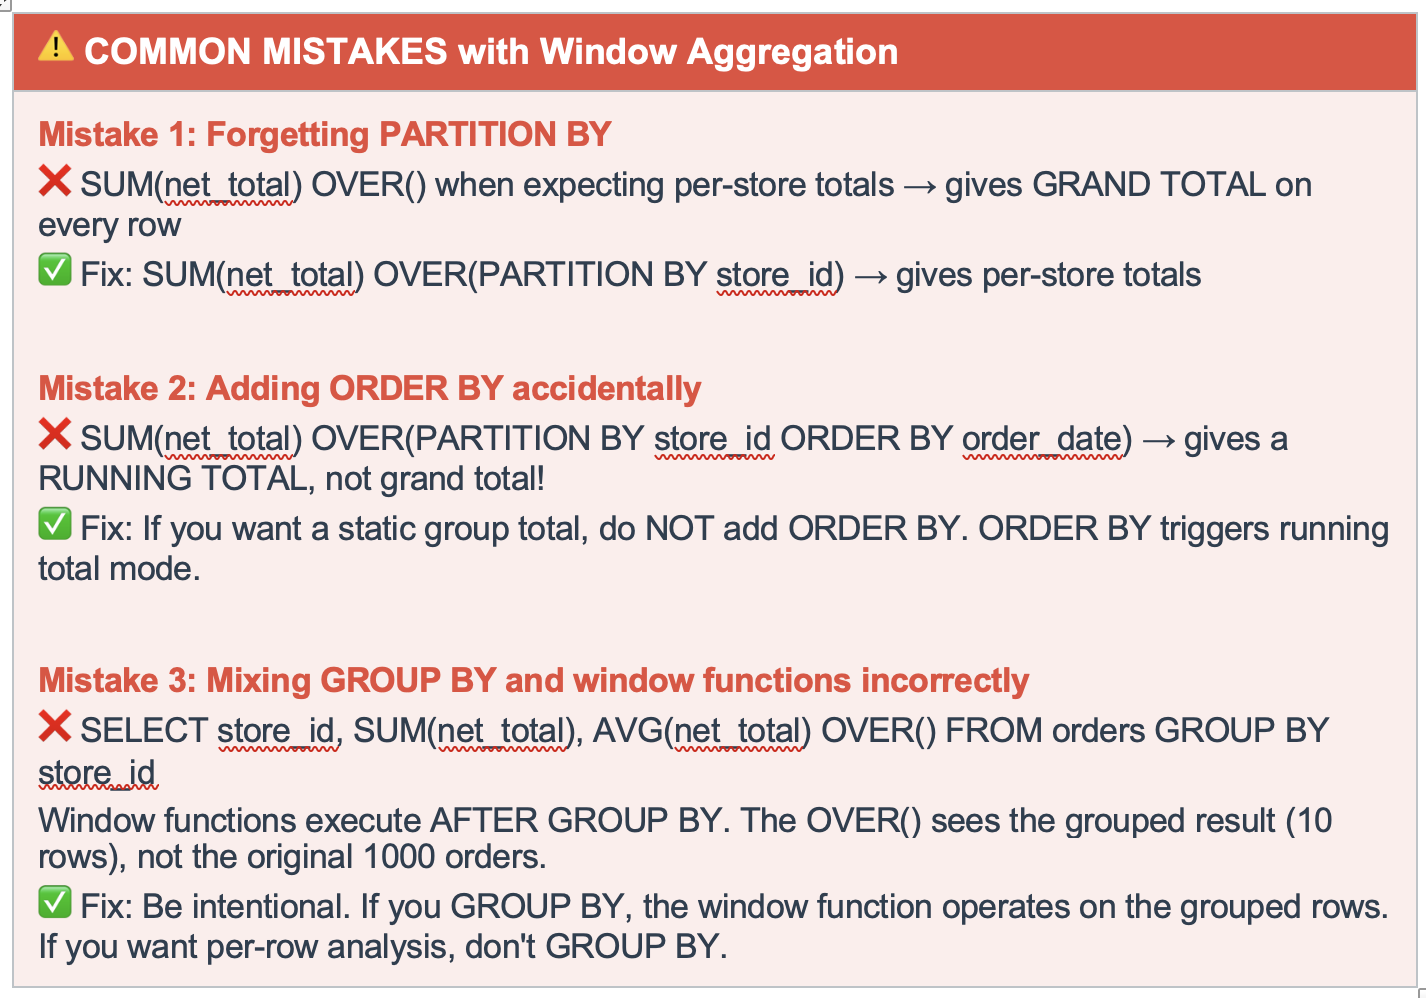 ⚠️ COMMON MISTAKES with Window Aggregation
Mistake 1: Forgetting PARTITION BY
❌ SUM(net_total) OVER() when expecting per-store totals → gives GRAND TOTAL on
every row
✅ Fix: SUM(net_total) OVER(PARTITION BY store_id) → gives per-store totals
Mistake 2: Adding ORDER BY accidentally
❌ SUM(net_total) OVER(PARTITION BY store_id ORDER BY order_date) → gives a
RUNNING TOTAL, not grand total!
✅ Fix: If you want a static group total, do NOT add ORDER BY. ORDER BY triggers running
total mode.
Mistake 3: Mixing GROUP BY and window functions incorrectly
❌ SELECT store_id, SUM(net_total), AVG(net_total) OVER() FROM orders GROUP BY
store_id
Window functions execute AFTER GROUP BY. The OVER() sees the grouped result (10
rows), not the original 1000 orders.
✅ Fix: Be intentional. If you GROUP BY, the window function operates on the grouped rows.
If you want per-row analysis, don't GROUP BY.